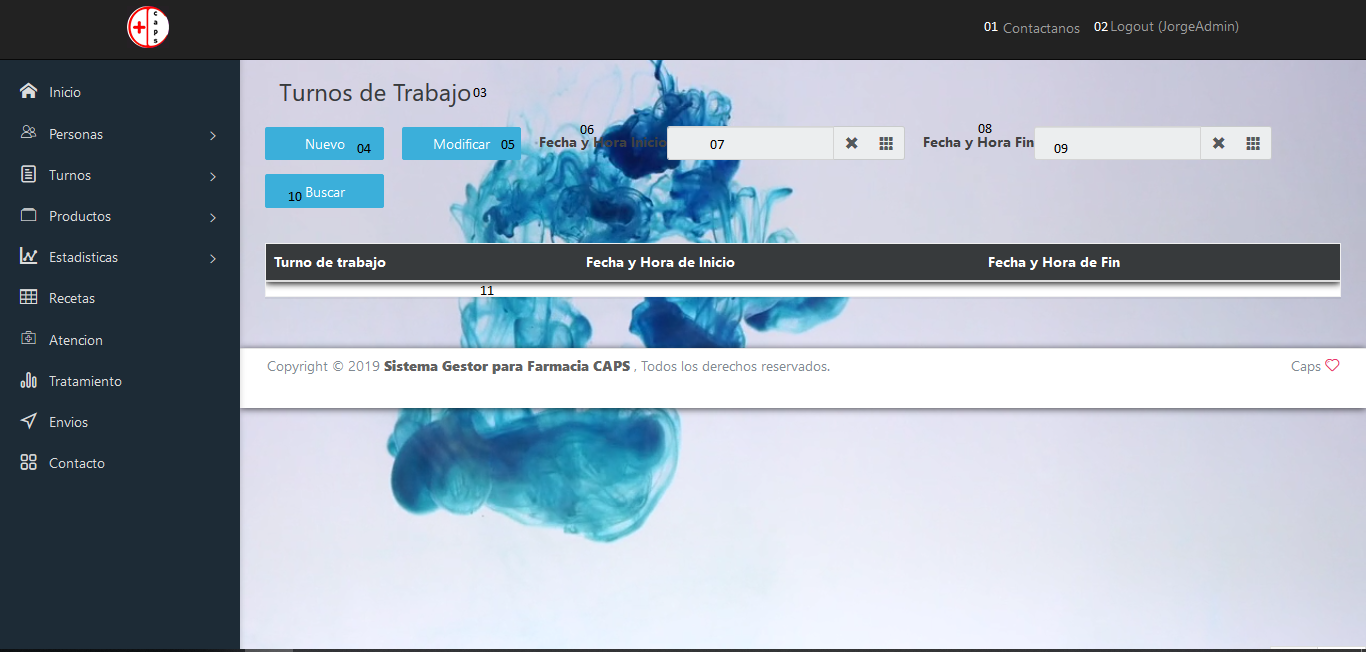 caps
01 Contactanos 02 Logout (JorgeAdmin)
Inicio
Personas
Turnos
Productos
Estadisticas
Recetas
Atencion
Tratamiento
Envios
Contacto
Turnos de Trabajo 03
Nuevo 04
Modificar 05
06
Fecha y Hora Inicio
07
08
Fecha y Hora Fin
09
10 Buscar
Turno de trabajo Fecha y Hora de Inicio Fecha y Hora de Fin
11
Copyright © 2019 Sistema Gestor para Farmacia CAPS , Todos los derechos reservados. Caps